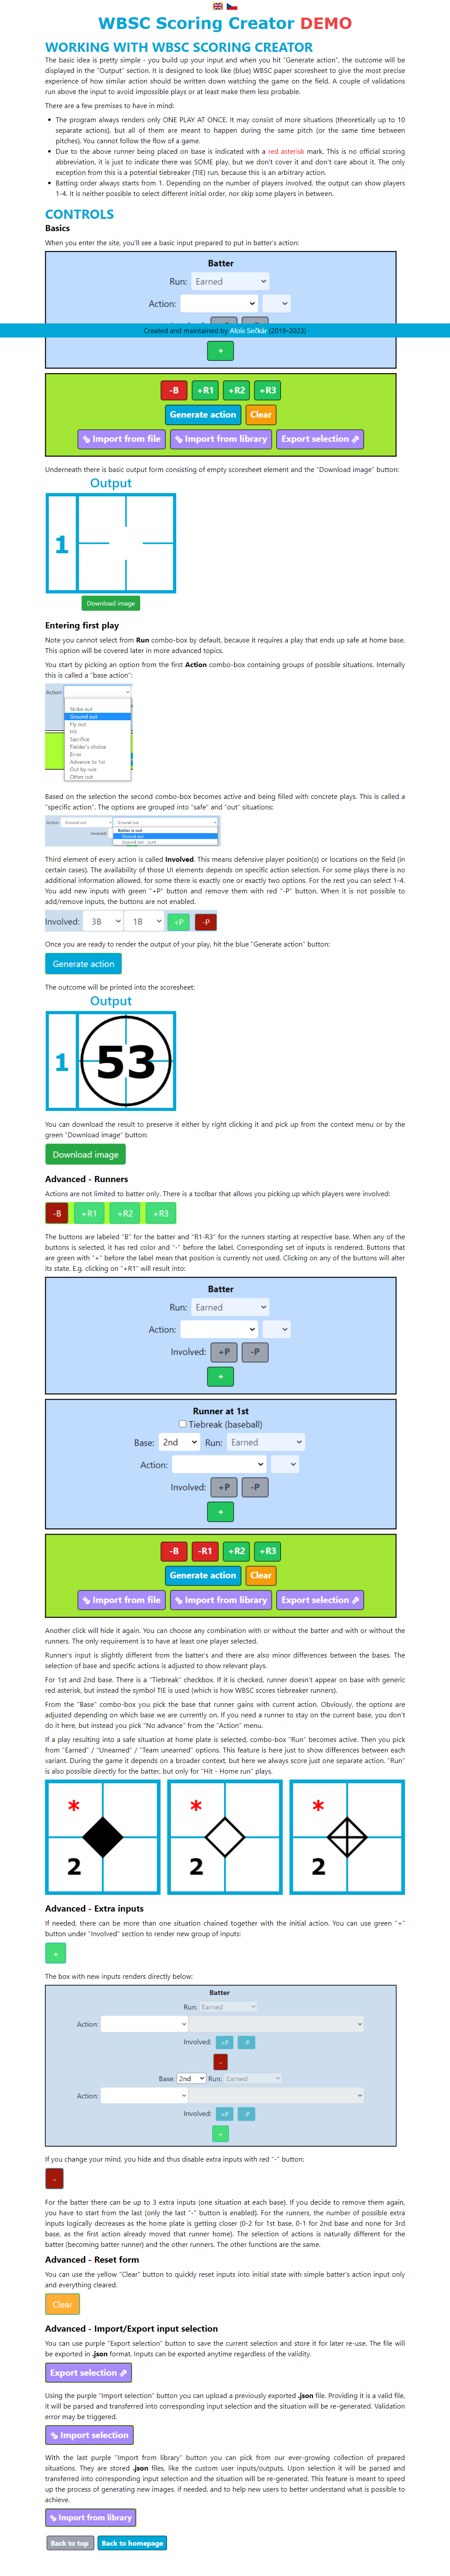 WBSC Scoring Creator DEMO
WORKING WITH WBSC SCORING CREATOR
The basic idea is pretty simple - you build up your input and when you hit "Generate action", the outcome will be
displayed in the "Output" section. It is designed to look like (blue) WBSC paper scoresheet to give the most precise
experience of how similar action should be written down watching the game on the field. A couple of validations
run above the input to avoid impossible plays or at least make them less probable.
There are a few premises to have in mind:
• The program always renders only ONE PLAY AT ONCE. It may consist of more situations (theoretically up to 10
separate actions), but all of them are meant to happen during the same pitch (or the same time between
pitches). You cannot follow the flow of a game.
• Due to the above runner being placed on base is indicated with a red asterisk mark. This is no official scoring
abbreviation, it is just to indicate there was SOME play, but we don't cover it and don't care about it. The only
exception from this is a potential tiebreaker (TIE) run, because this is an arbitrary action.
• Batting order always starts from 1. Depending on the number of players involved, the output can show players
1-4. It is neither possible to select different initial order, nor skip some players in between.
CONTROLS
Basics
When you enter the site, you'll see a basic input prepared to put in batter's action:
Batter
Run: Earned
Action:
Created and maintained by Alois Sečkár (2019-2023)
+
-B +R1 +R2 +R3
Generate action Clear
Import from file Import from library Export selection
Underneath there is basic output form consisting of empty scoresheet element and the "Download image" button:
Output
1
Download image
Entering first play
Note you cannot select from Run combo-box by default, because it requires a play that ends up safe at home base.
This option will be covered later in more advanced topics.
You start by picking an option from the first Action combo-box containing groups of possible situations. Internally
this is called a "base action":
Action:
Strike out
Ground out
Fly out
Hit
Sacrifice
Fielder's choice
Error
Advance to 1st
Out by rule
Other out
Based on the selection the second combo-box becomes active and being filled with concrete plays. This is called a
"specific action". The options are grouped into "safe" and "out" situations:
Action: Ground out Ground out
Involved: Batter is out
Ground out
Ground out - bunt
Third element of every action is called Involved. This means defensive player position(s) or locations on the field (in
certain cases). The availability of those UI elements depends on specific action selection. For some plays there is no
additional information allowed, for some there is exactly one or exactly two options. For the rest you can select 1-4.
You add new inputs with green "+P" button and remove them with red "-P" button. When it is not possible to
add/remove inputs, the buttons are not enabled.
Involved: 3B 1B +P -P
Once you are ready to render the output of your play, hit the blue "Generate action" button:
Generate action
The outcome will be printed into the scoresheet:
Output
1 53
You can download the result to preserve it either by right clicking it and pick up from the context menu or by the
green "Download image" button:
Download image
Advanced - Runners
Actions are not limited to batter only. There is a toolbar that allows you picking up which players were involved:
-B +R1 +R2 +R3
The buttons are labeled "B" for the batter and "R1-R3" for the runners starting at respective base. When any of the
buttons is selected, it has red color and "-" before the label. Corresponding set of inputs is rendered. Buttons that
are green with "+" before the label mean that position is currently not used. Clicking on any of the buttons will alter
its state. E.g. clicking on "+R1" will result into:
Batter
Run: Earned
Action:
Involved: +P -P
+
Runner at 1st
Tiebreak (baseball)
Base: 2nd Run: Earned
Action:
Involved: +P -P
+
-B -R1 +R2 +R3
Generate action Clear
Import from file Import from library Export selection
Another click will hide it again. You can choose any combination with or without the batter and with or without the
runners. The only requirement is to have at least one player selected.
Runner's input is slightly different from the batter's and there are also minor differences between the bases. The
selection of base and specific actions is adjusted to show relevant plays.
For 1st and 2nd base. There is a "Tiebreak" checkbox. If it is checked, runner doesn't appear on base with generic
red asterisk, but instead the symbol TIE is used (which is how WBSC scores tiebreaker runners).
From the "Base" combo-box you pick the base that runner gains with current action. Obviously, the options are
adjusted depending on which base we are currently on. If you need a runner to stay on the current base, you don't
do it here, but instead you pick "No advance" from the "Action" menu.
If a play resulting into a safe situation at home plate is selected, combo-box "Run" becomes active. Then you pick
from "Earned" / "Unearned" / "Team unearned" options. This feature is here just to show differences between each
variant. During the game it depends on a broader context, but here we always score just one separate action. "Run"
is also possible directly for the batter, but only for "Hit - Home run" plays.
* * *
2 2 2
Advanced - Extra inputs
If needed, there can be more than one situation chained together with the initial action. You can use green "+"
button under "Involved" section to render new group of inputs:
+
The box with new inputs renders directly below:
Batter
Run: Earned
Action:
Involved: +P -P
-
Base: 2nd Run: Earned
Action:
Involved: +P -P
+
If you change your mind, you hide and thus disable extra inputs with red "-" button:
-
For the batter there can be up to 3 extra inputs (one situation at each base). If you decide to remove them again,
you have to start from the last (only the last "-" button is enabled). For the runners, the number of possible extra
inputs logically decreases as the home plate is getting closer (0-2 for 1st base, 0-1 for 2nd base and none for 3rd
base, as the first action already moved that runner home). The selection of actions is naturally different for the
batter (becoming batter runner) and the other runners. The other functions are the same.
Advanced - Reset form
You can use the yellow "Clear" button to quickly reset inputs into initial state with simple batter's action input only
and everything cleared.
Clear
Advanced - Import/Export input selection
You can use purple "Export selection" button to save the current selection and store it for later re-use. The file will
be exported in .json format. Inputs can be exported anytime regardless of the validity.
Export selection
Using the purple "Import selection" button you can upload a previously exported .json file. Providing it is a valid file,
it will be parsed and transferred into corresponding input selection and the situation will be re-generated. Validation
error may be triggered.
Import selection
With the last purple "Import from library" button you can pick from our ever-growing collection of prepared
situations. They are stored .json files, like the custom user inputs/outputs. Upon selection it will be parsed and
transferred into corresponding input selection and the situation will be re-generated. This feature is meant to speed
up the process of generating new images, if needed, and to help new users to better understand what is possible to
achieve.
Import from library
Back to top Back to homepage